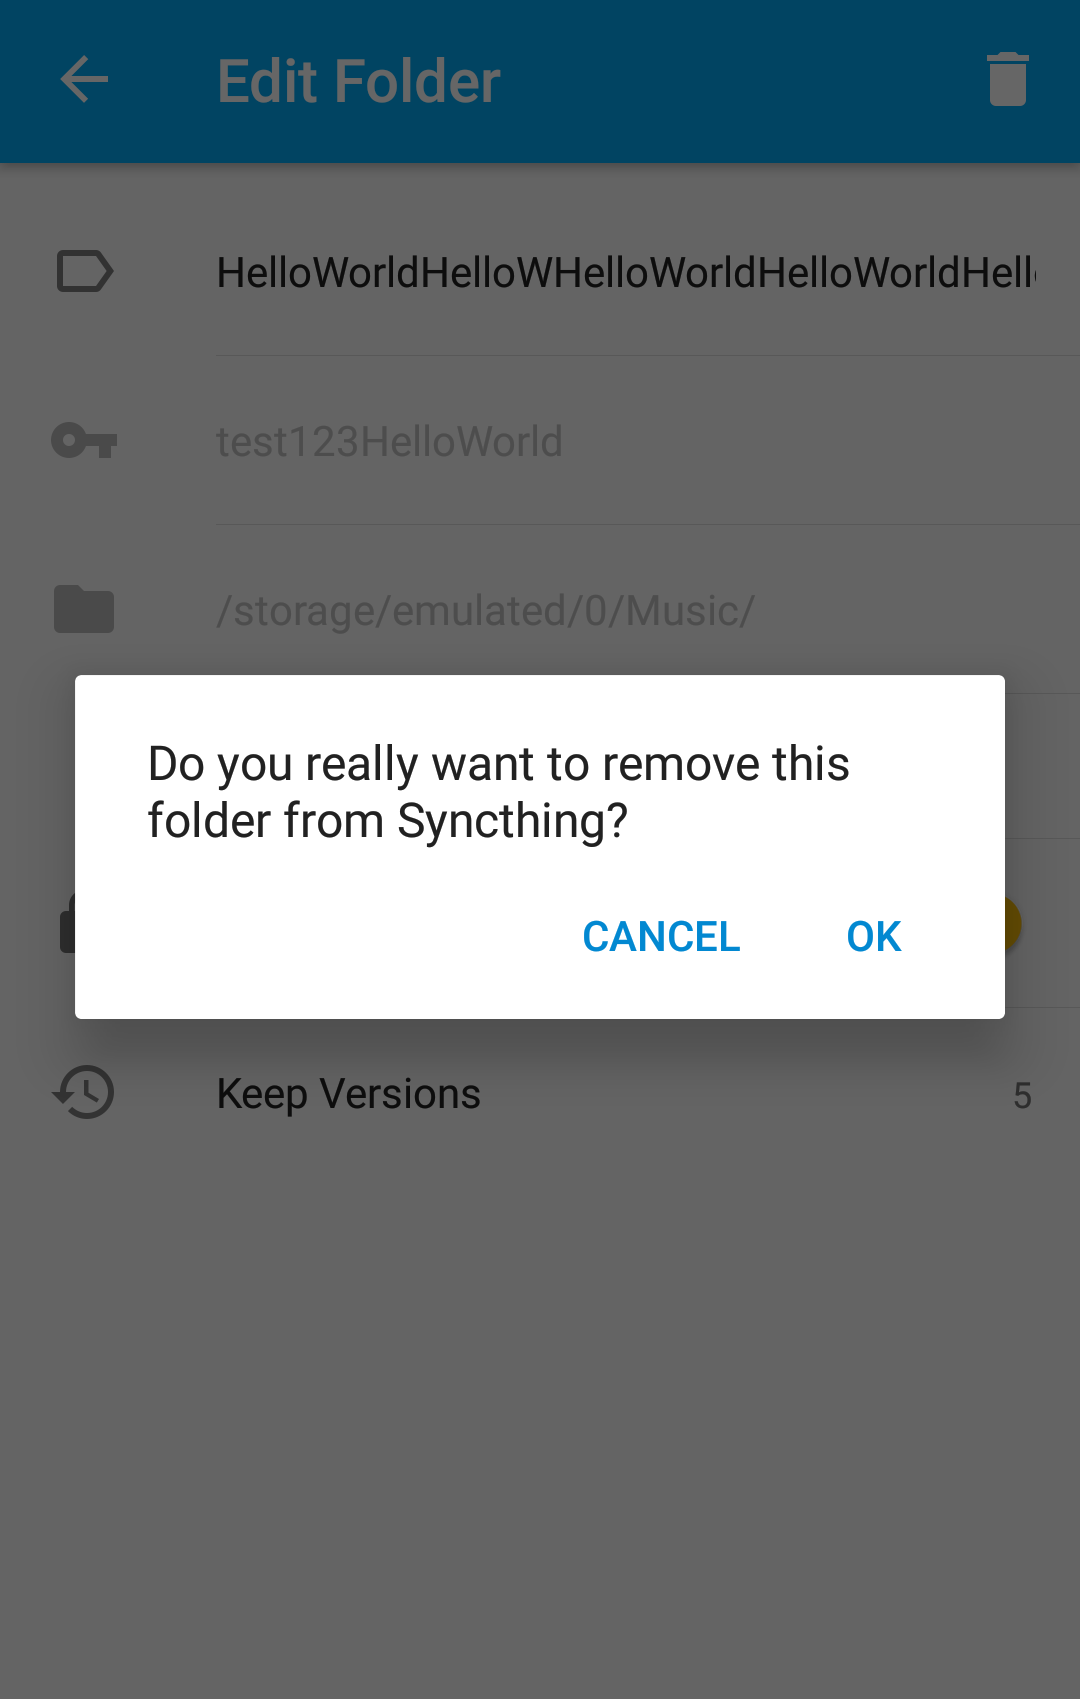 Edit Folder
HelloWorldHelloWHelloWorldHelloWorldHell
test123HelloWorld
/storage/emulated/0/Music/
Do you really want to remove this
folder from Syncthing?
CANCEL OK
Keep Versions 5